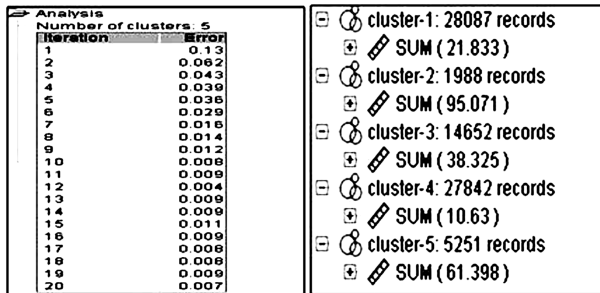 Analysis
Number of clusters: 5
Iteration Error
1 0.13
2 0.062
3 0.043
4 0.039
5 0.036
6 0.029
7 0.016
8 0.014
9 0.012
10 0.008
11 0.009
12 0.004
13 0.009
14 0.009
15 0.011
16 0.009
17 0.008
18 0.008
19 0.009
20 0.007
cluster-1: 28087 records
SUM ( 21.833 )
cluster-2: 1988 records
SUM ( 95.071 )
cluster-3: 14652 records
SUM ( 38.325 )
cluster-4: 27842 records
SUM ( 10.63 )
cluster-5: 5251 records
SUM ( 61.398 )